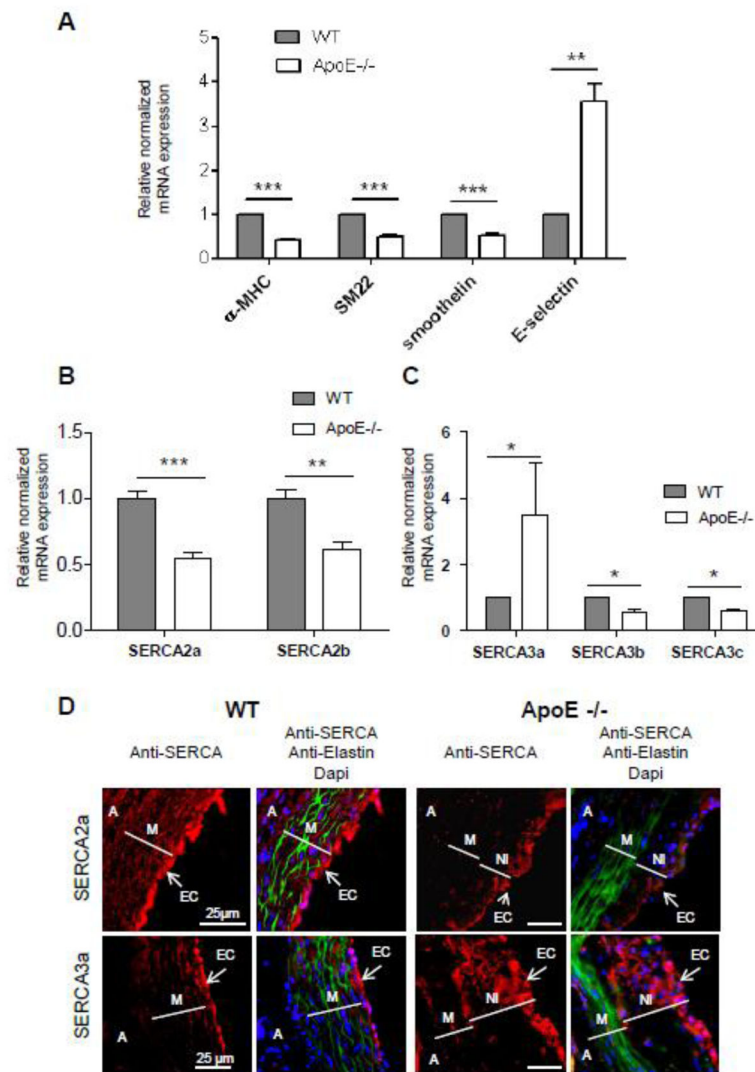 A
Relative normalized
mRNA expression
5
4
3
2
1
0
WT
ApoE-/-
***
***
***
**
α-MHC
SM22
smoothelin
E-selectin
B
Relative normalized
mRNA expression
1.5
1.0
0.5
0.0
WT
ApoE-/-
***
**
SERCA2a
SERCA2b
C
Relative normalized
mRNA expression
6
4
2
0
WT
ApoE-/-
*
*
*
SERCA3a
SERCA3b
SERCA3c
D
WT
ApoE -/-
Anti-SERCA
Anti-SERCA
Anti-Elastin
Dapi
Anti-SERCA
Anti-SERCA
Anti-Elastin
Dapi
SERCA2a
A
M
EC
25µm
A
M
EC
A
M
NI
EC
A
M
NI
EC
SERCA3a
EC
M
A
25 µm
EC
M
A
EC
NI
M
A
EC
NI
M
A